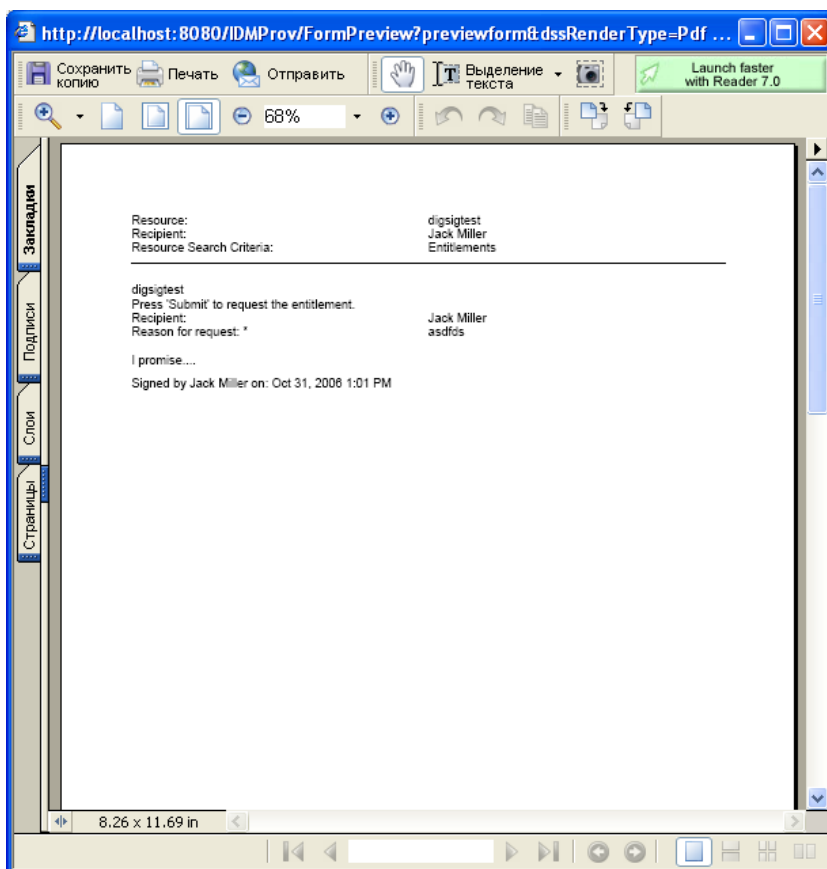 http://localhost:8080/IDMProv/FormPreview?previewform&dssRenderType=Pdf ...
Сохранить копию
Печать
Отправить
Выделение текста
Launch faster with Reader 7.0
68%
Закладки
Подписи
Слои
Страницы
Resource: digsigtest
Recipient: Jack Miller
Resource Search Criteria: Entitlements
digsigtest
Press 'Submit' to request the entitlement.
Recipient: Jack Miller
Reason for request: * asdfds
I promise....
Signed by Jack Miller on: Oct 31, 2006 1:01 PM
8.26 x 11.69 in